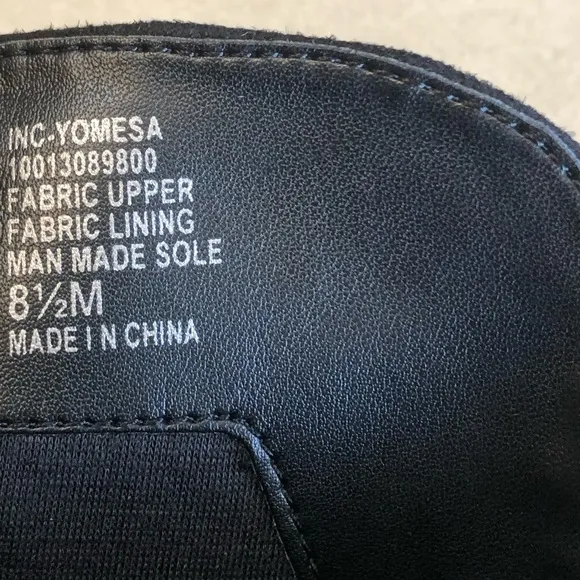 INC-YOMESA
10013089800
FABRIC UPPER
FABRIC LINING
MAN MADE SOLE
8½M
MADE IN CHINA